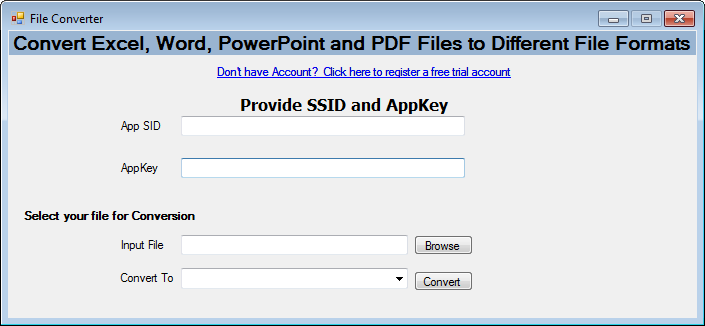 File Converter
Convert Excel, Word, PowerPoint and PDF Files to Different File Formats
Don't have Account? Click here to register a free trial account
Provide SSID and AppKey
App SID
AppKey
Select your file for Conversion
Input File
Browse
Convert To
Convert